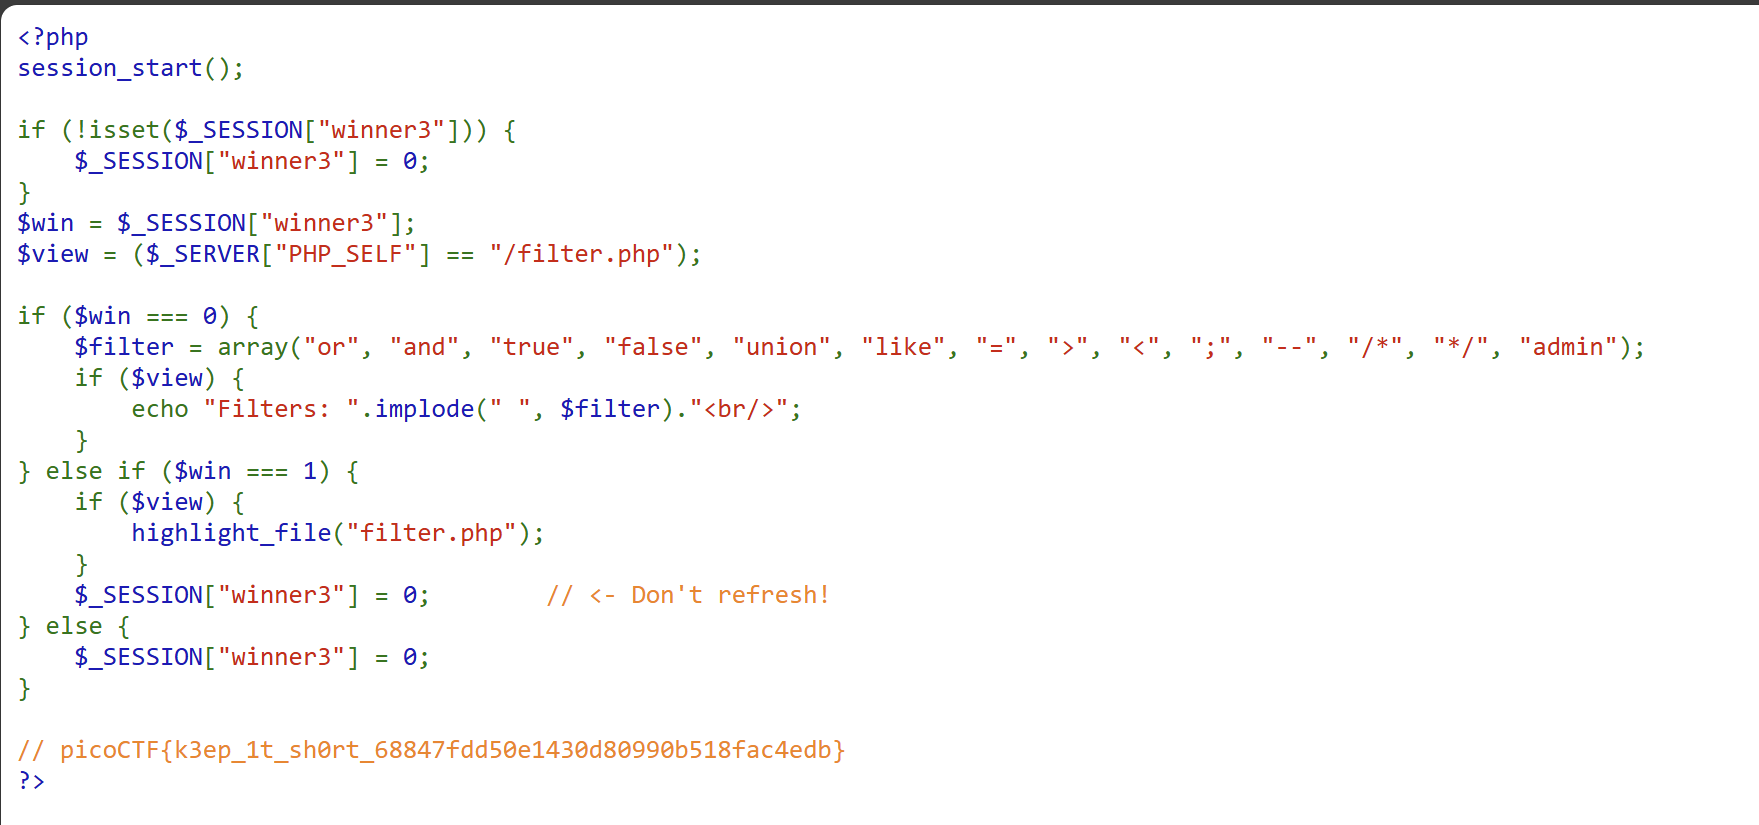 <?php
session_start();

if (!isset($_SESSION["winner3"])) {
    $_SESSION["winner3"] = 0;
}
$win = $_SESSION["winner3"];
$view = ($_SERVER["PHP_SELF"] == "/filter.php");

if ($win === 0) {
    $filter = array("or", "and", "true", "false", "union", "like", "=", ">", "<", ";", "--", "/*", "*/", "admin");
    if ($view) {
        echo "Filters: ".implode(" ", $filter)."<br/>";
    }
} else if ($win === 1) {
    if ($view) {
        highlight_file("filter.php");
    }
    $_SESSION["winner3"] = 0;        // <- Don't refresh!
} else {
    $_SESSION["winner3"] = 0;
}

// picoCTF{k3ep_1t_sh0rt_68847fdd50e1430d80990b518fac4edb}
?>